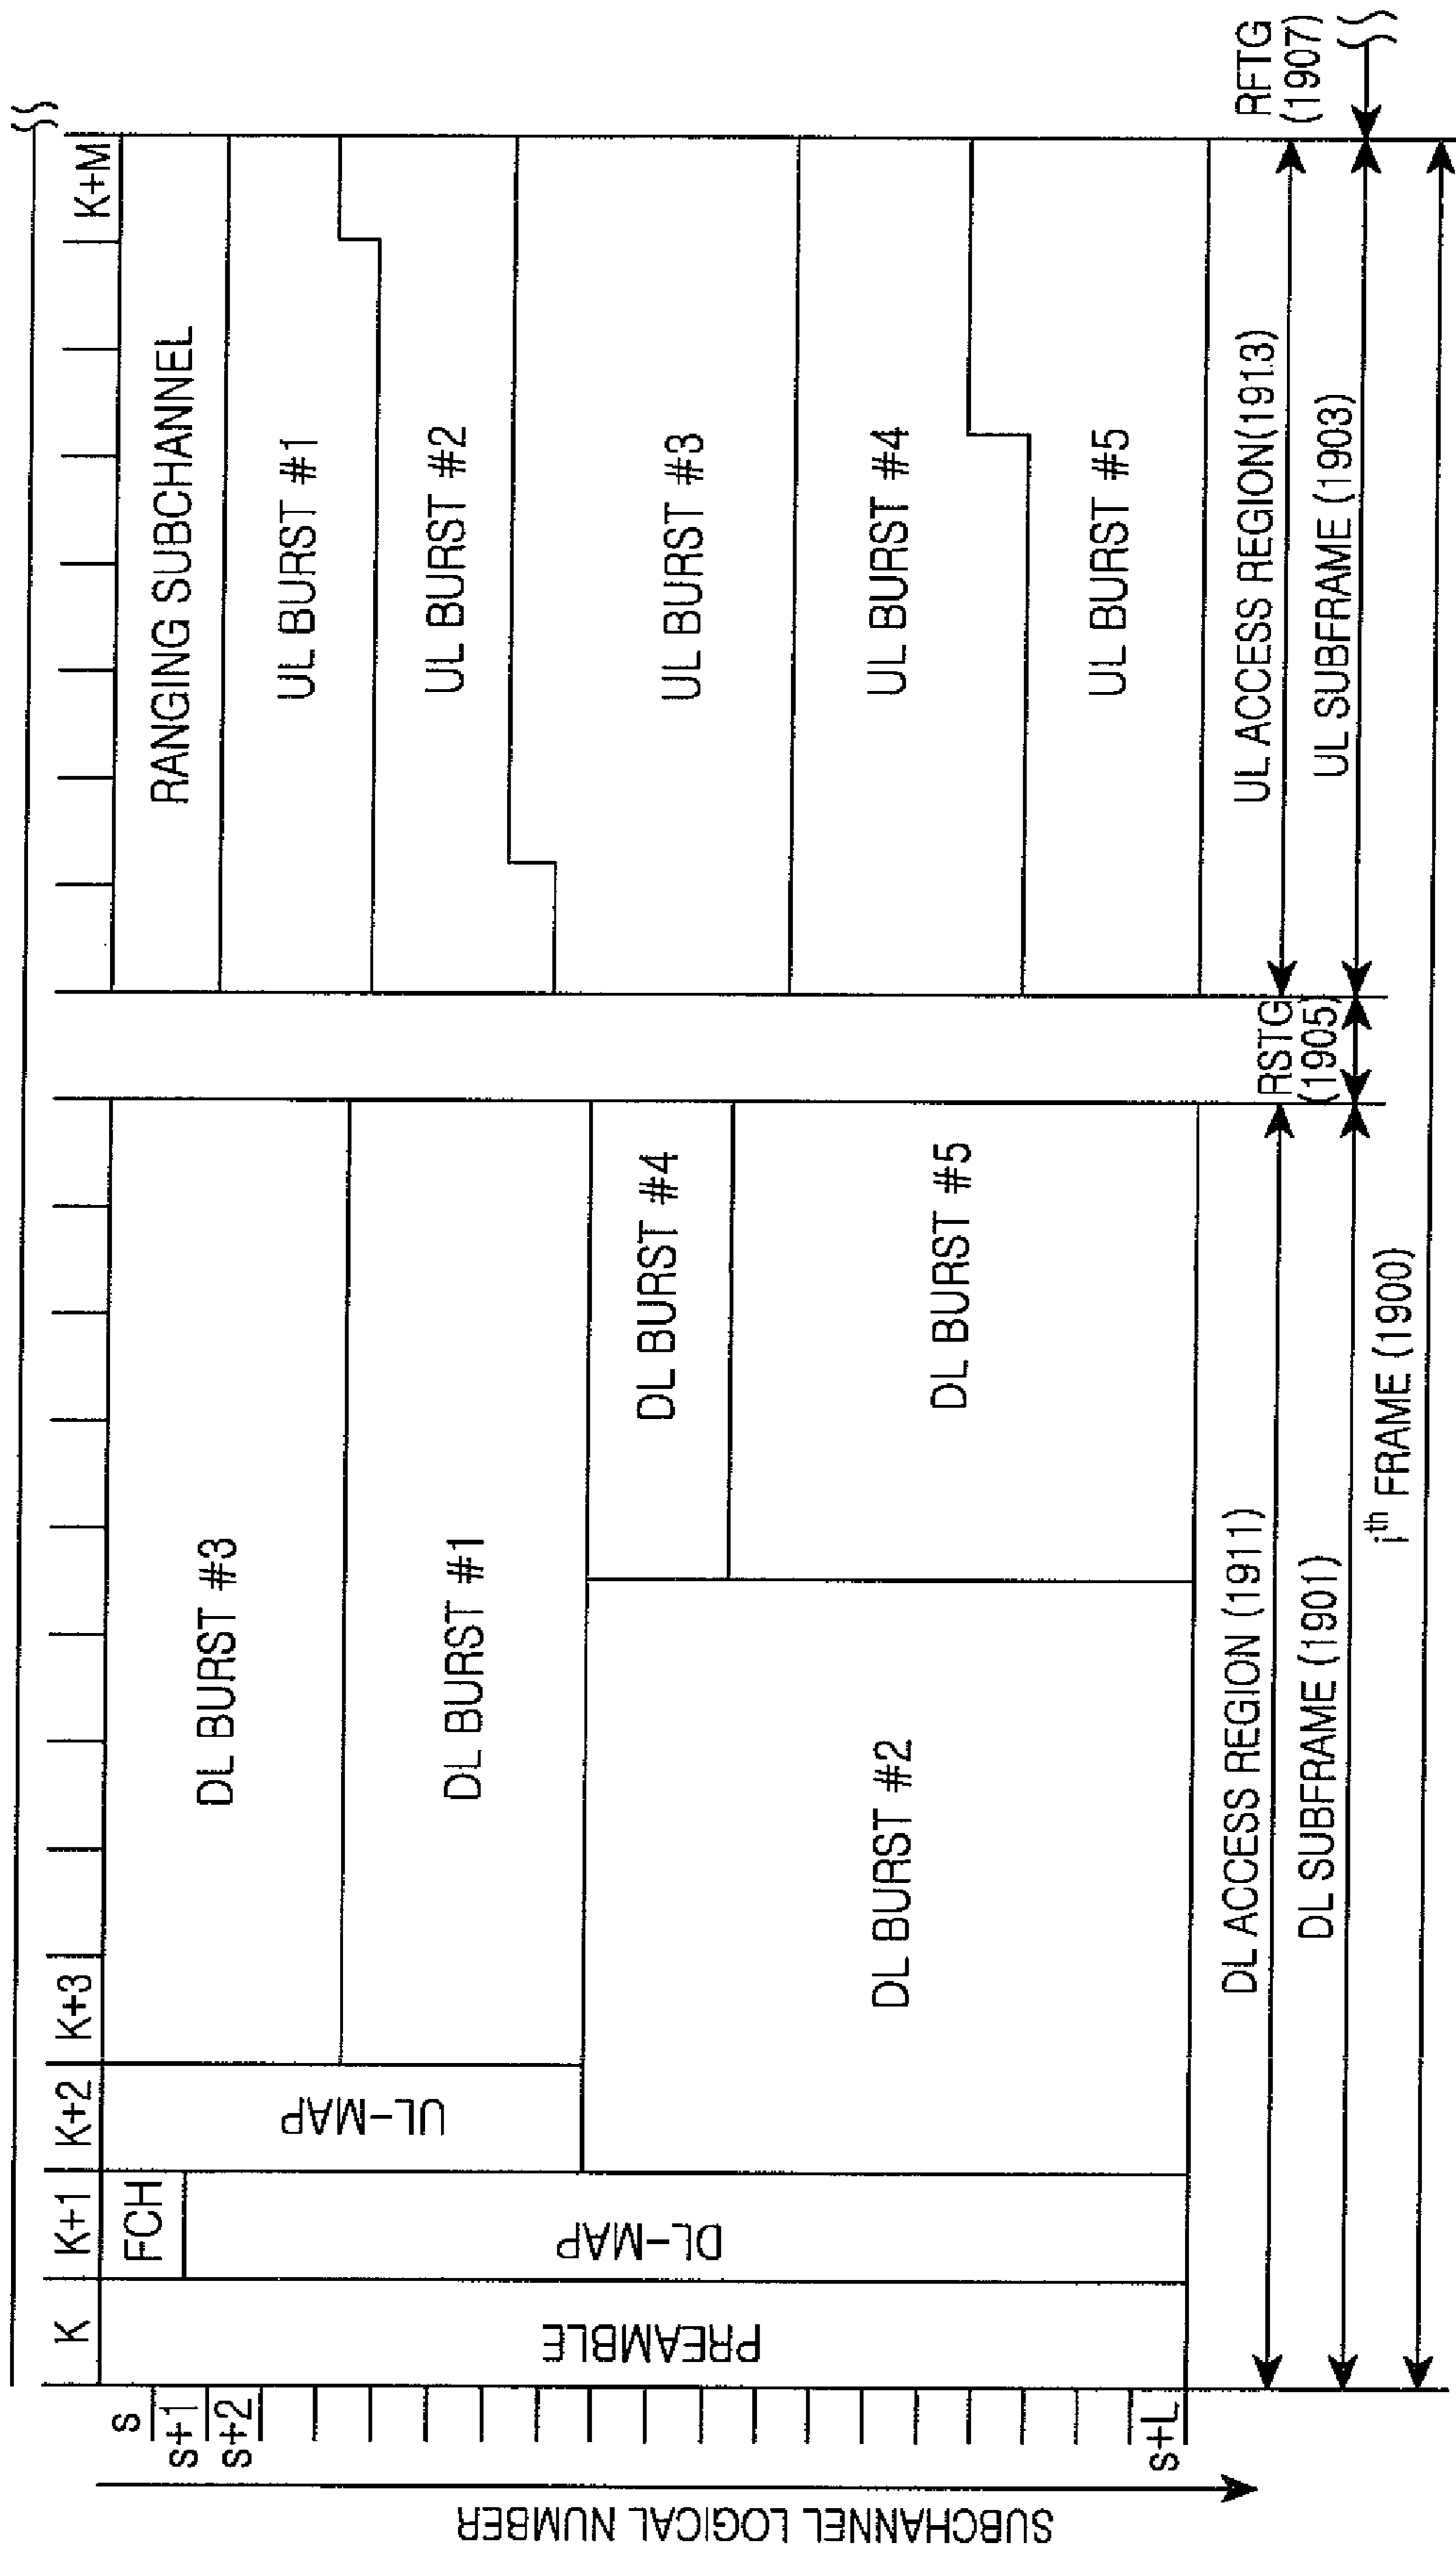 K
K+1
K+2
K+3
K+M
SUBCHANNEL LOGICAL NUMBER
s
s+1
s+2
s+L
PREAMBLE
FCH
DL-MAP
UL-MAP
DL BURST #3
DL BURST #1
DL BURST #2
DL BURST #4
DL BURST #5
RANGING SUBCHANNEL
UL BURST #1
UL BURST #2
UL BURST #3
UL BURST #4
UL BURST #5
DL ACCESS REGION (1911)
RSTG
(1905)
UL ACCESS REGION(1913)
RFTG
(1907)
DL SUBFRAME (1901)
UL SUBFRAME (1903)
ith FRAME (1900)